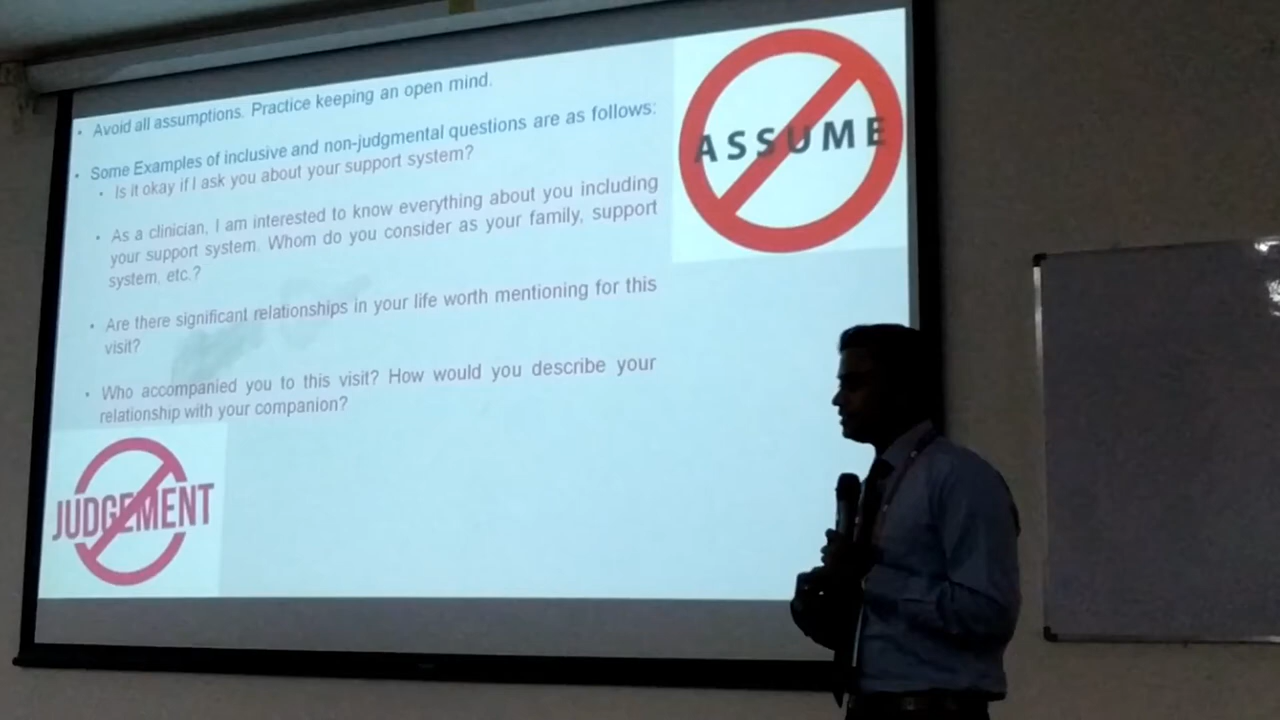 • Avoid all assumptions. Practice keeping an open mind.
• Some Examples of inclusive and non-judgmental questions are as follows:
• Is it okay if I ask you about your support system?
• As a clinician, I am interested to know everything about you including
your support system. Whom do you consider as your family, support
system, etc.?
• Are there significant relationships in your life worth mentioning for this
visit?
• Who accompanied you to this visit? How would you describe your
relationship with your companion?
ASSUME
JUDGEMENT